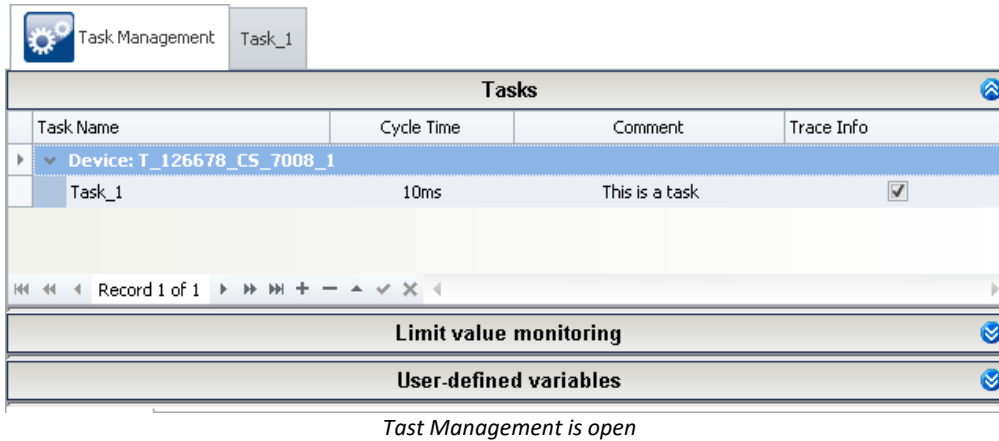 Task Management Task_1
Tasks
Task Name Cycle Time Comment Trace Info
Device: T_126678_CS_7008_1
Task_1 10ms This is a task
Record 1 of 1
Limit value monitoring
User-defined variables
Tast Management is open